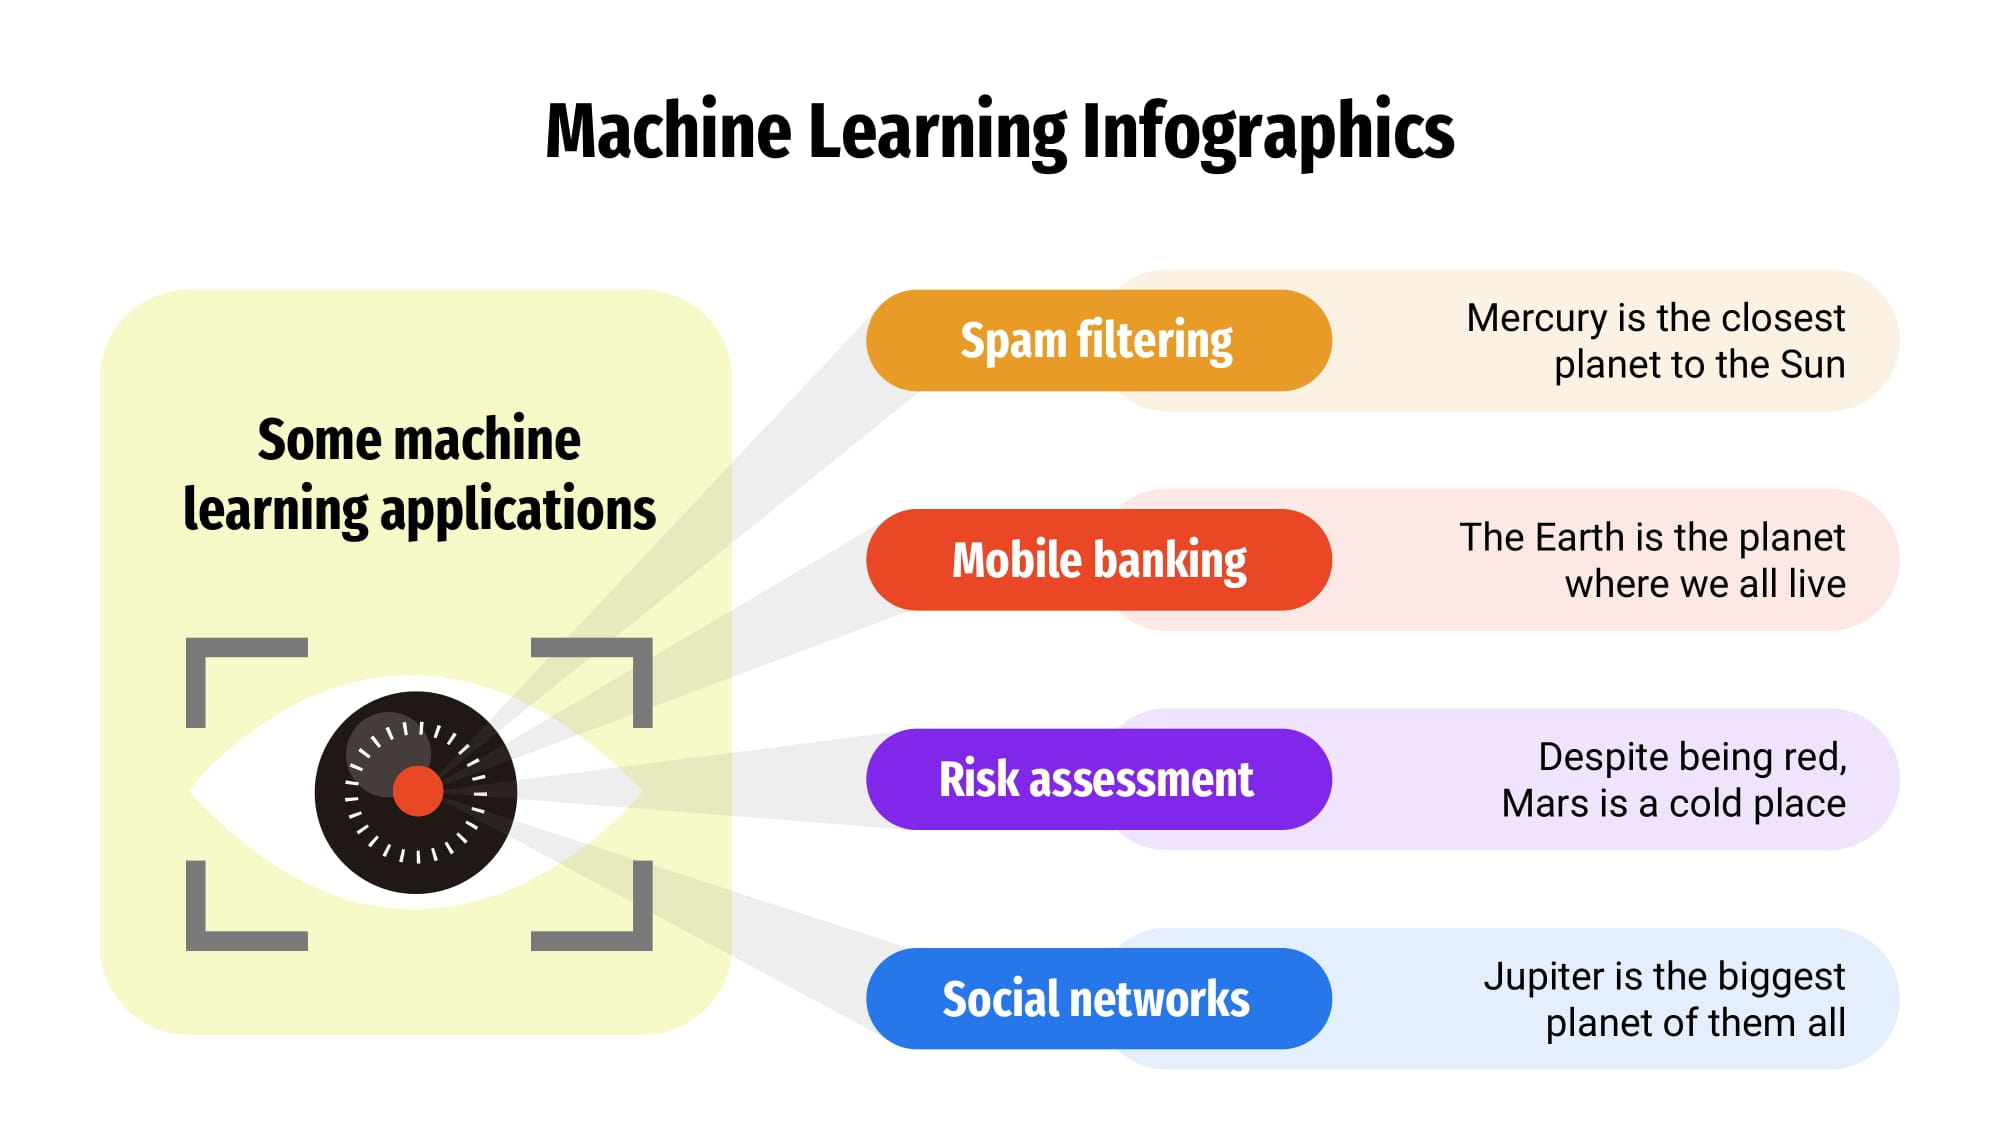 Machine Learning Infographics
Some machine
learning applications
Spam filtering
Mercury is the closest
planet to the Sun
Mobile banking
The Earth is the planet
where we all live
Risk assessment
Despite being red,
Mars is a cold place
Social networks
Jupiter is the biggest
planet of them all